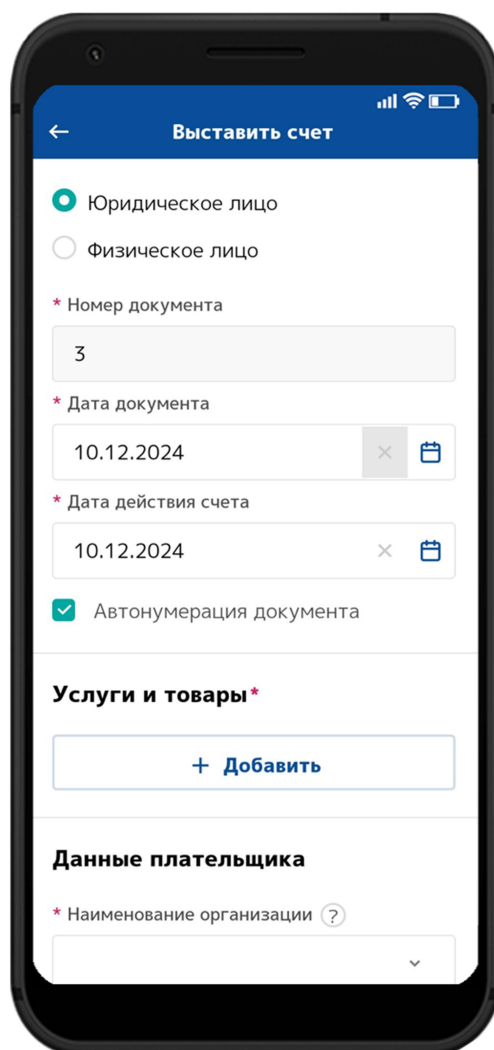 Выставить счет
Юридическое лицо
Физическое лицо
* Номер документа
3
* Дата документа
10.12.2024
* Дата действия счета
10.12.2024
Автонумерация документа
Услуги и товары*
+ Добавить
Данные плательщика
* Наименование организации ?